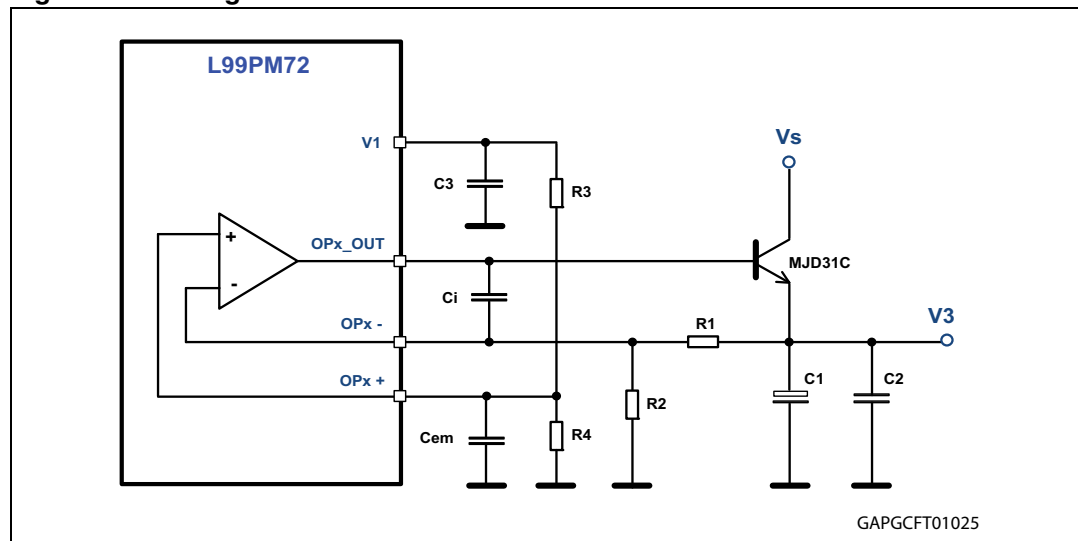 L99PM72
V1
Vs
C3
R3
OPx_OUT
MJD31C
Ci
R1
V3
OPx -
C1
C2
OPx +
R2
Cem
R4
+
-
GAPGCFT01025